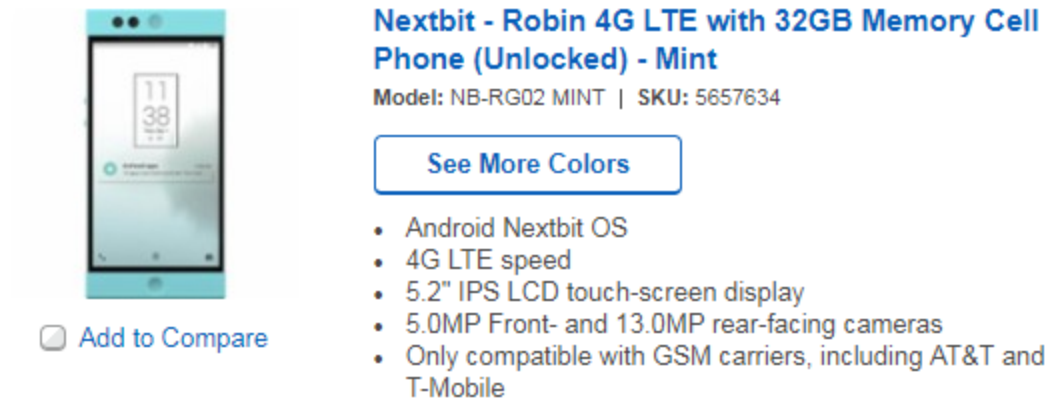 Nextbit - Robin 4G LTE with 32GB Memory Cell
Phone (Unlocked) - Mint
Model: NB-RG02 MINT | SKU: 5657634
See More Colors
• Android Nextbit OS
• 4G LTE speed
• 5.2" IPS LCD touch-screen display
• 5.0MP Front- and 13.0MP rear-facing cameras
• Only compatible with GSM carriers, including AT&T and
T-Mobile
11
38
Add to Compare